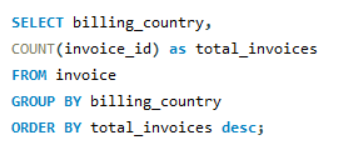 SELECT billing_country,
COUNT(invoice_id) as total_invoices
FROM invoice
GROUP BY billing_country
ORDER BY total_invoices desc;